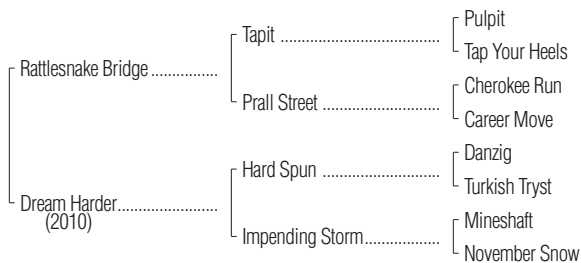 Pulpit
Tapit
Tap Your Heels
Rattlesnake Bridge
Cherokee Run
Prall Street
Career Move
Danzig
Hard Spun
Turkish Tryst
Dream Harder
(2010)
Mineshaft
Impending Storm
November Snow